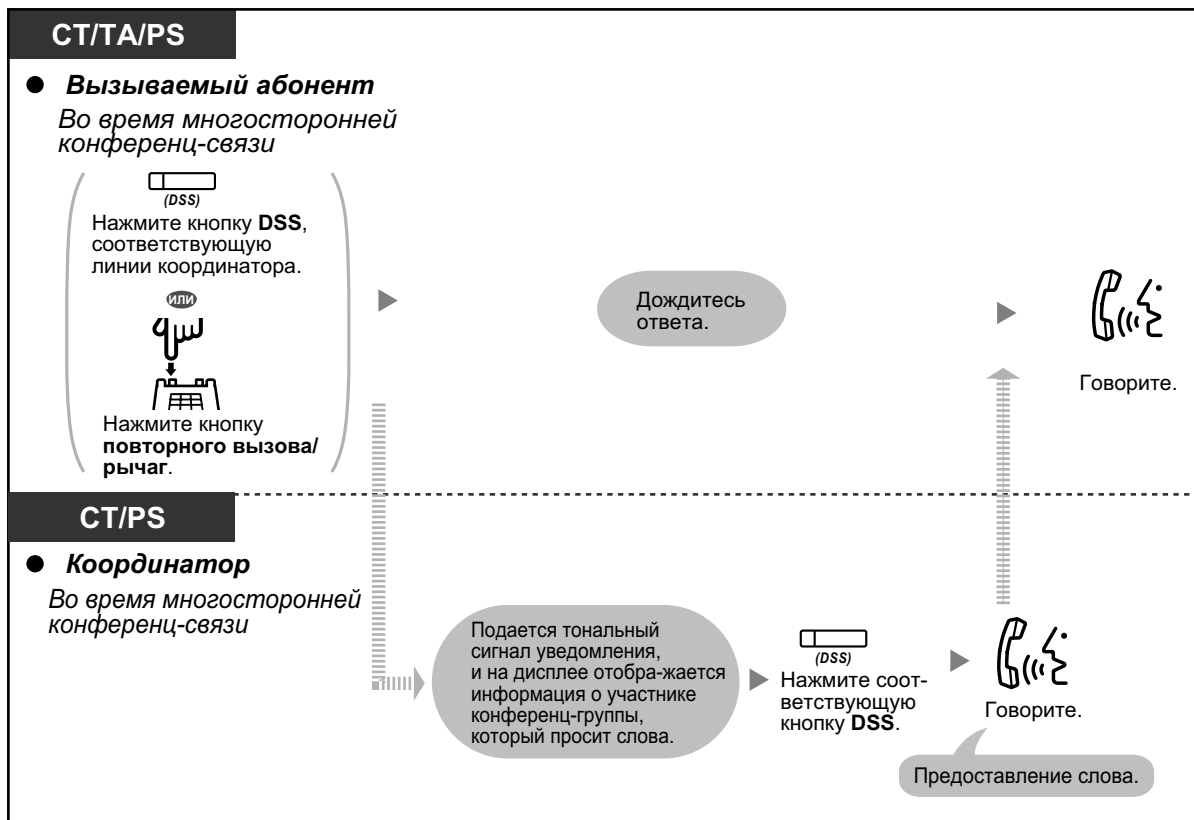 CT/TA/PS
● Вызываемый абонент
Во время многосторонней
конференц-связи
(DSS)
Нажмите кнопку DSS,
соответствующую
линии координатора.
или
Нажмите кнопку
повторного вызова/
рычаг.
Дождитесь
ответа.
Говорите.
CT/PS
● Координатор
Во время многосторонней
конференц-связи
Подается тональный
сигнал уведомления,
и на дисплее отобра-жается
информация о участнике
конференц-группы,
который просит слова.
(DSS)
Нажмите соот-
ветствующую
кнопку DSS.
Говорите.
Предоставление слова.